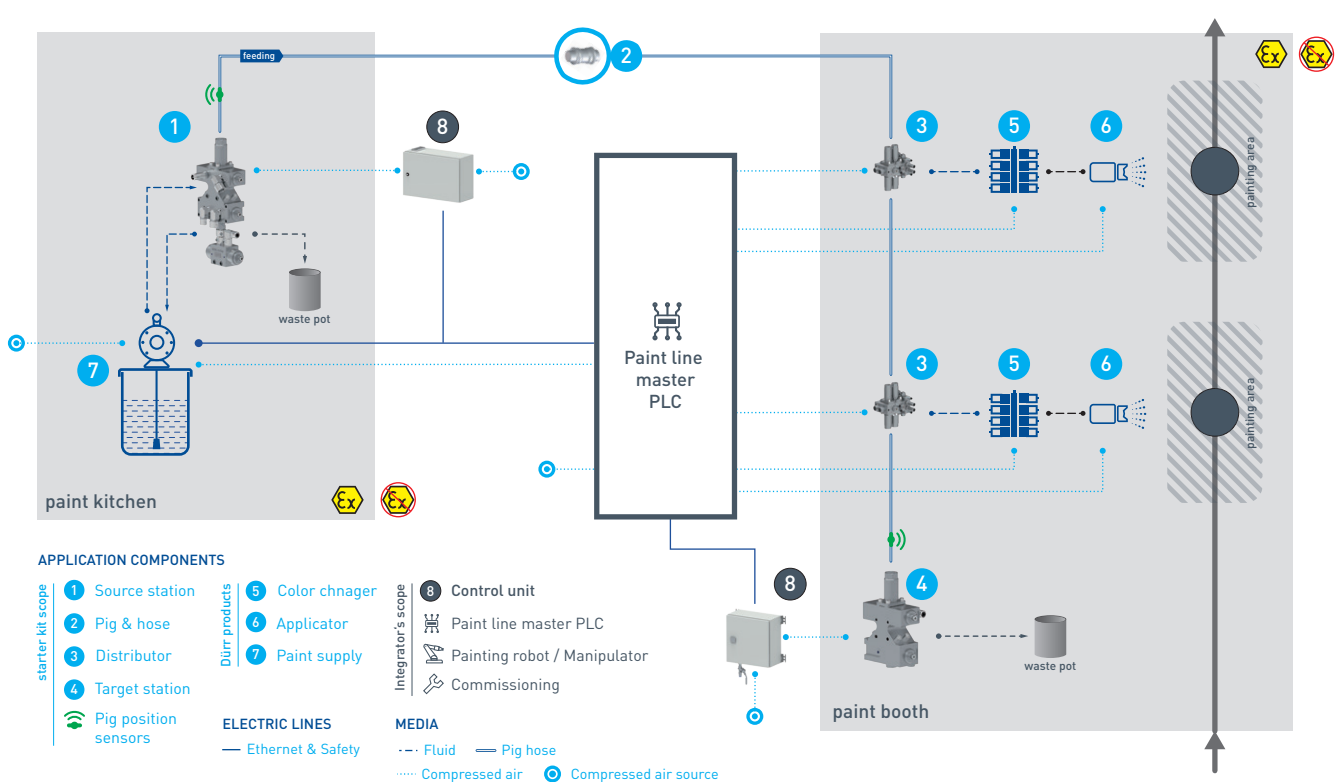 feeding
2
1
8
3
5
6
painting area
waste pot
7
Paint line
master
PLC
3
5
6
painting area
paint kitchen
Ex
Ex
Ex
Ex
8
4
waste pot
paint booth
APPLICATION COMPONENTS
starter kit scope
1 Source station
2 Pig & hose
3 Distributor
4 Target station
Pig position
sensors
Dürr products
5 Color chnager
6 Applicator
7 Paint supply
Integrator's scope
8 Control unit
Paint line master PLC
Painting robot / Manipulator
Commissioning
ELECTRIC LINES
Ethernet & Safety
MEDIA
Fluid
Pig hose
Compressed air
Compressed air source